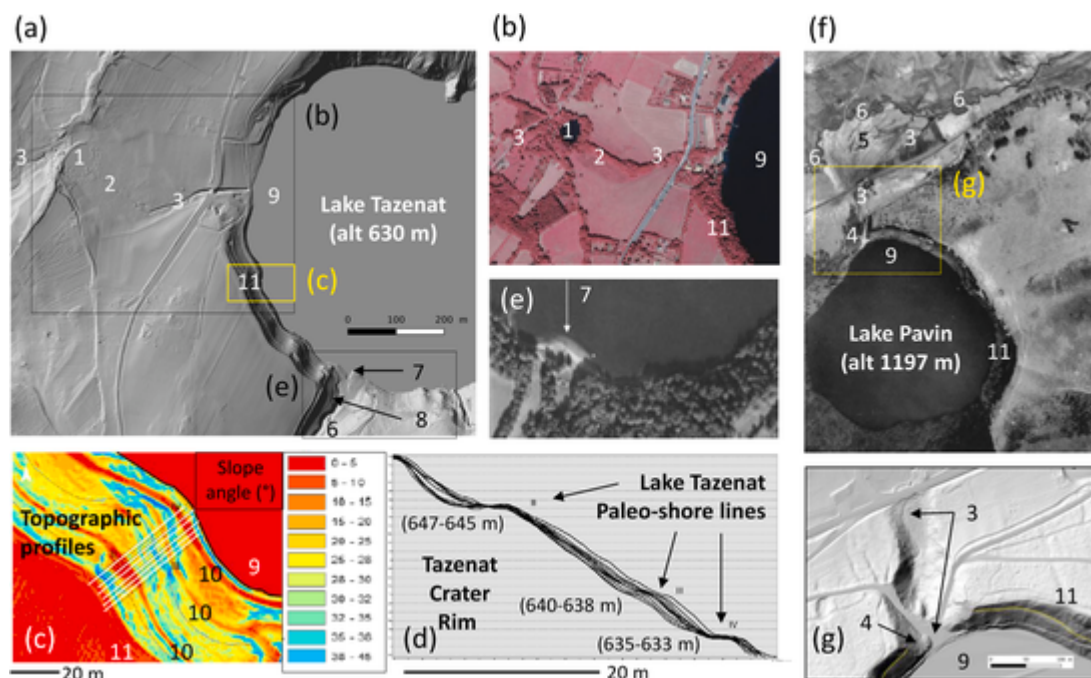 (a)
(b)
3
1
2
3
9
11
(c)
Lake Tazenat
(alt 630 m)
0 100 200 m
(e)
7
8
6
(b)
3
1
2
3
9
11
(e)
7
(f)
6
6
3
5
6
(g)
3
4
9
Lake Pavin
(alt 1197 m)
11
Slope
angle (°)
Topographic
profiles
9
10
10
10
11
(c)
20 m
0 - 5
5 - 10
10 - 15
15 - 20
20 - 25
25 - 28
28 - 30
30 - 32
32 - 35
35 - 38
38 - 45
Lake Tazenat
Paleo-shore lines
II
(647-645 m)
Tazenat
Crater
Rim
III
(640-638 m)
IV
(635-633 m)
(d)
20 m
3
11
4
9
(g)